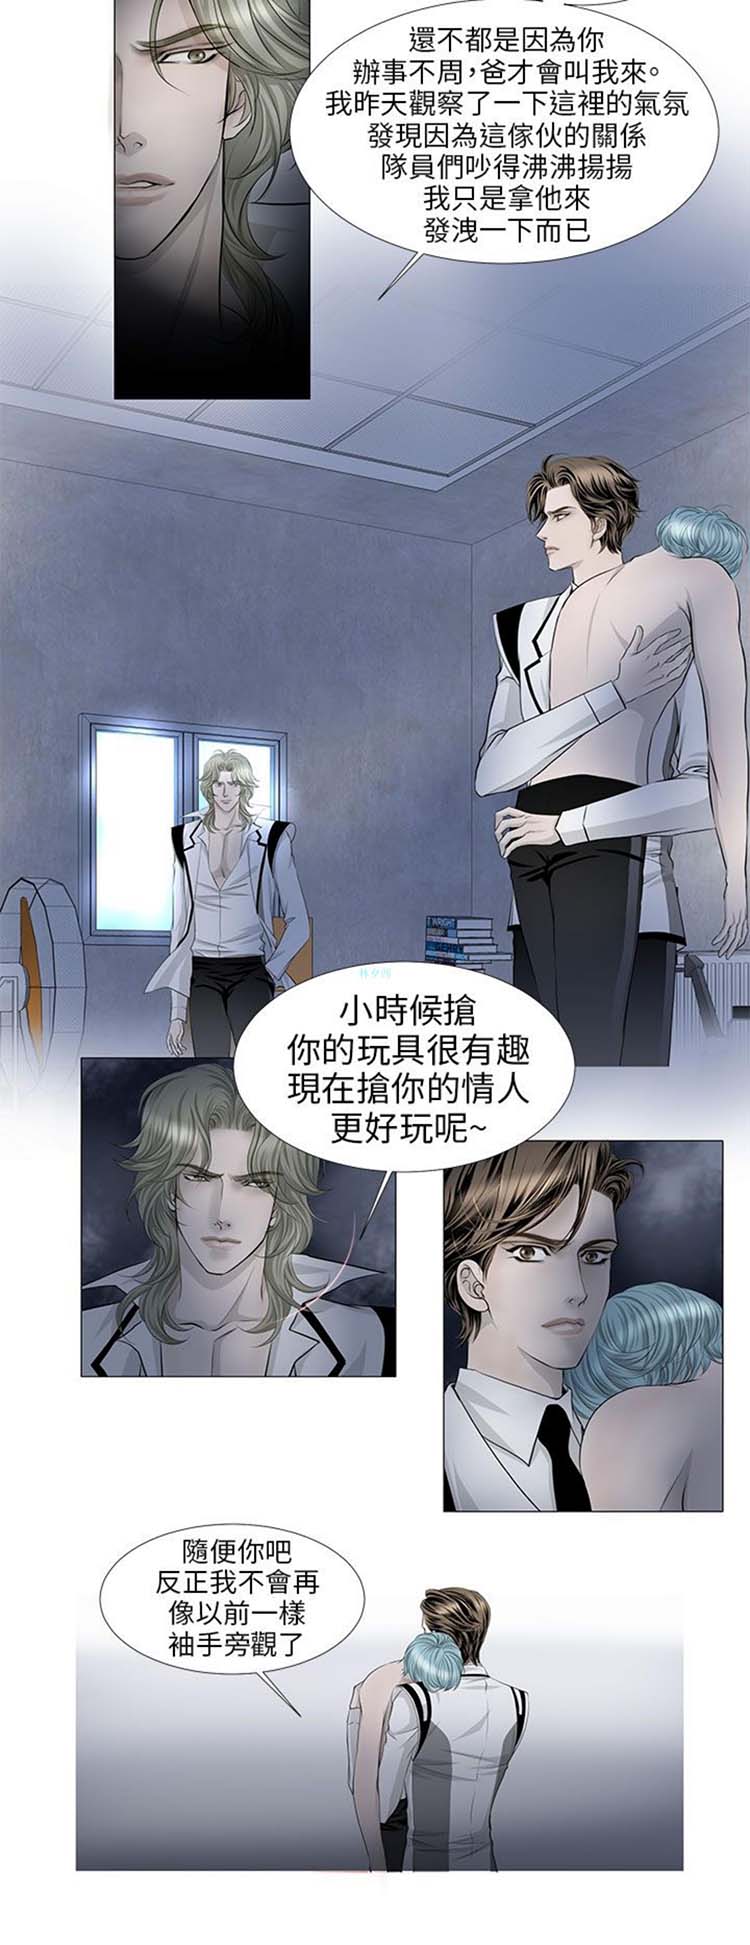 還不都是因為你
辦事不周，爸才會叫我來。
我昨天觀察了一下這裡的氣氛
發現因為這傢伙的關係
隊員們吵得沸沸揚揚
我只是拿他來
發洩一下而已
小時候搶
你的玩具很有趣
現在搶你的情人
更好玩呢~
隨便你吧
反正我不會再
像以前一樣
袖手旁觀了